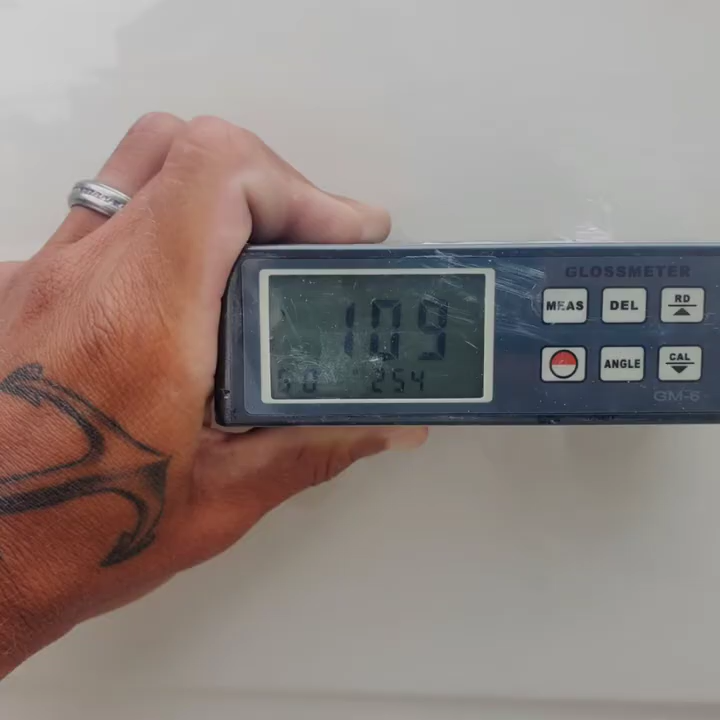 GLOSSMETER
109
60° 254
MEAS DEL RD
ANGLE CAL
GM-6